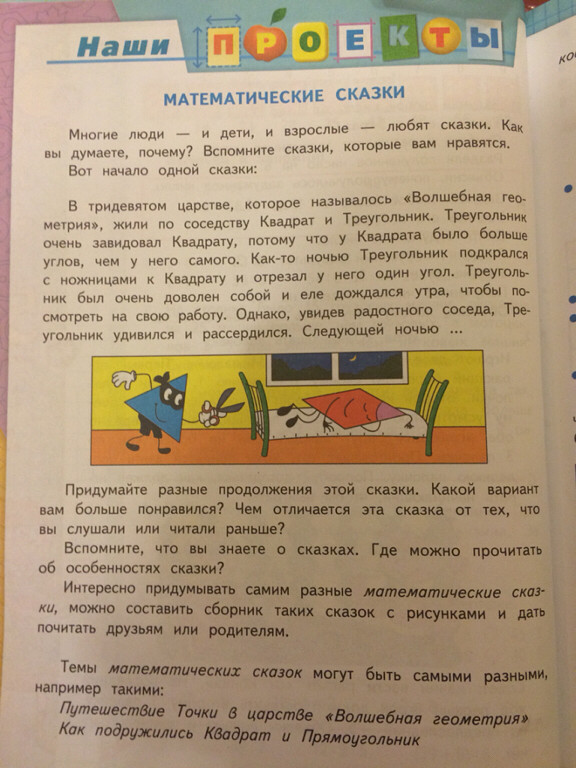 Наши ПРОЕКТЫ
МАТЕМАТИЧЕСКИЕ СКАЗКИ
Многие люди — и дети, и взрослые — любят сказки. Как
вы думаете, почему? Вспомните сказки, которые вам нравятся.
Вот начало одной сказки:
В тридевятом царстве, которое называлось «Волшебная гео-
метрия», жили по соседству Квадрат и Треугольник. Треугольник
очень завидовал Квадрату, потому что у Квадрата было больше
углов, чем у него самого. Как-то ночью Треугольник подкрался
с ножницами к Квадрату и отрезал у него один угол. Треуголь-
ник был очень доволен собой и еле дождался утра, чтобы по-
смотреть на свою работу. Однако, увидев радостного соседа, Тре-
угольник удивился и рассердился. Следующей ночью ...
Придумайте разные продолжения этой сказки. Какой вариант
вам больше понравился? Чем отличается эта сказка от тех, что
вы слушали или читали раньше?
Вспомните, что вы знаете о сказках. Где можно прочитать
об особенностях сказки?
Интересно придумывать самим разные математические сказ-
ки, можно составить сборник таких сказок с рисунками и дать
почитать друзьям или родителям.
Темы математических сказок могут быть самыми разными,
например такими:
Путешествие Точки в царстве «Волшебная геометрия»
Как подружились Квадрат и Прямоугольник